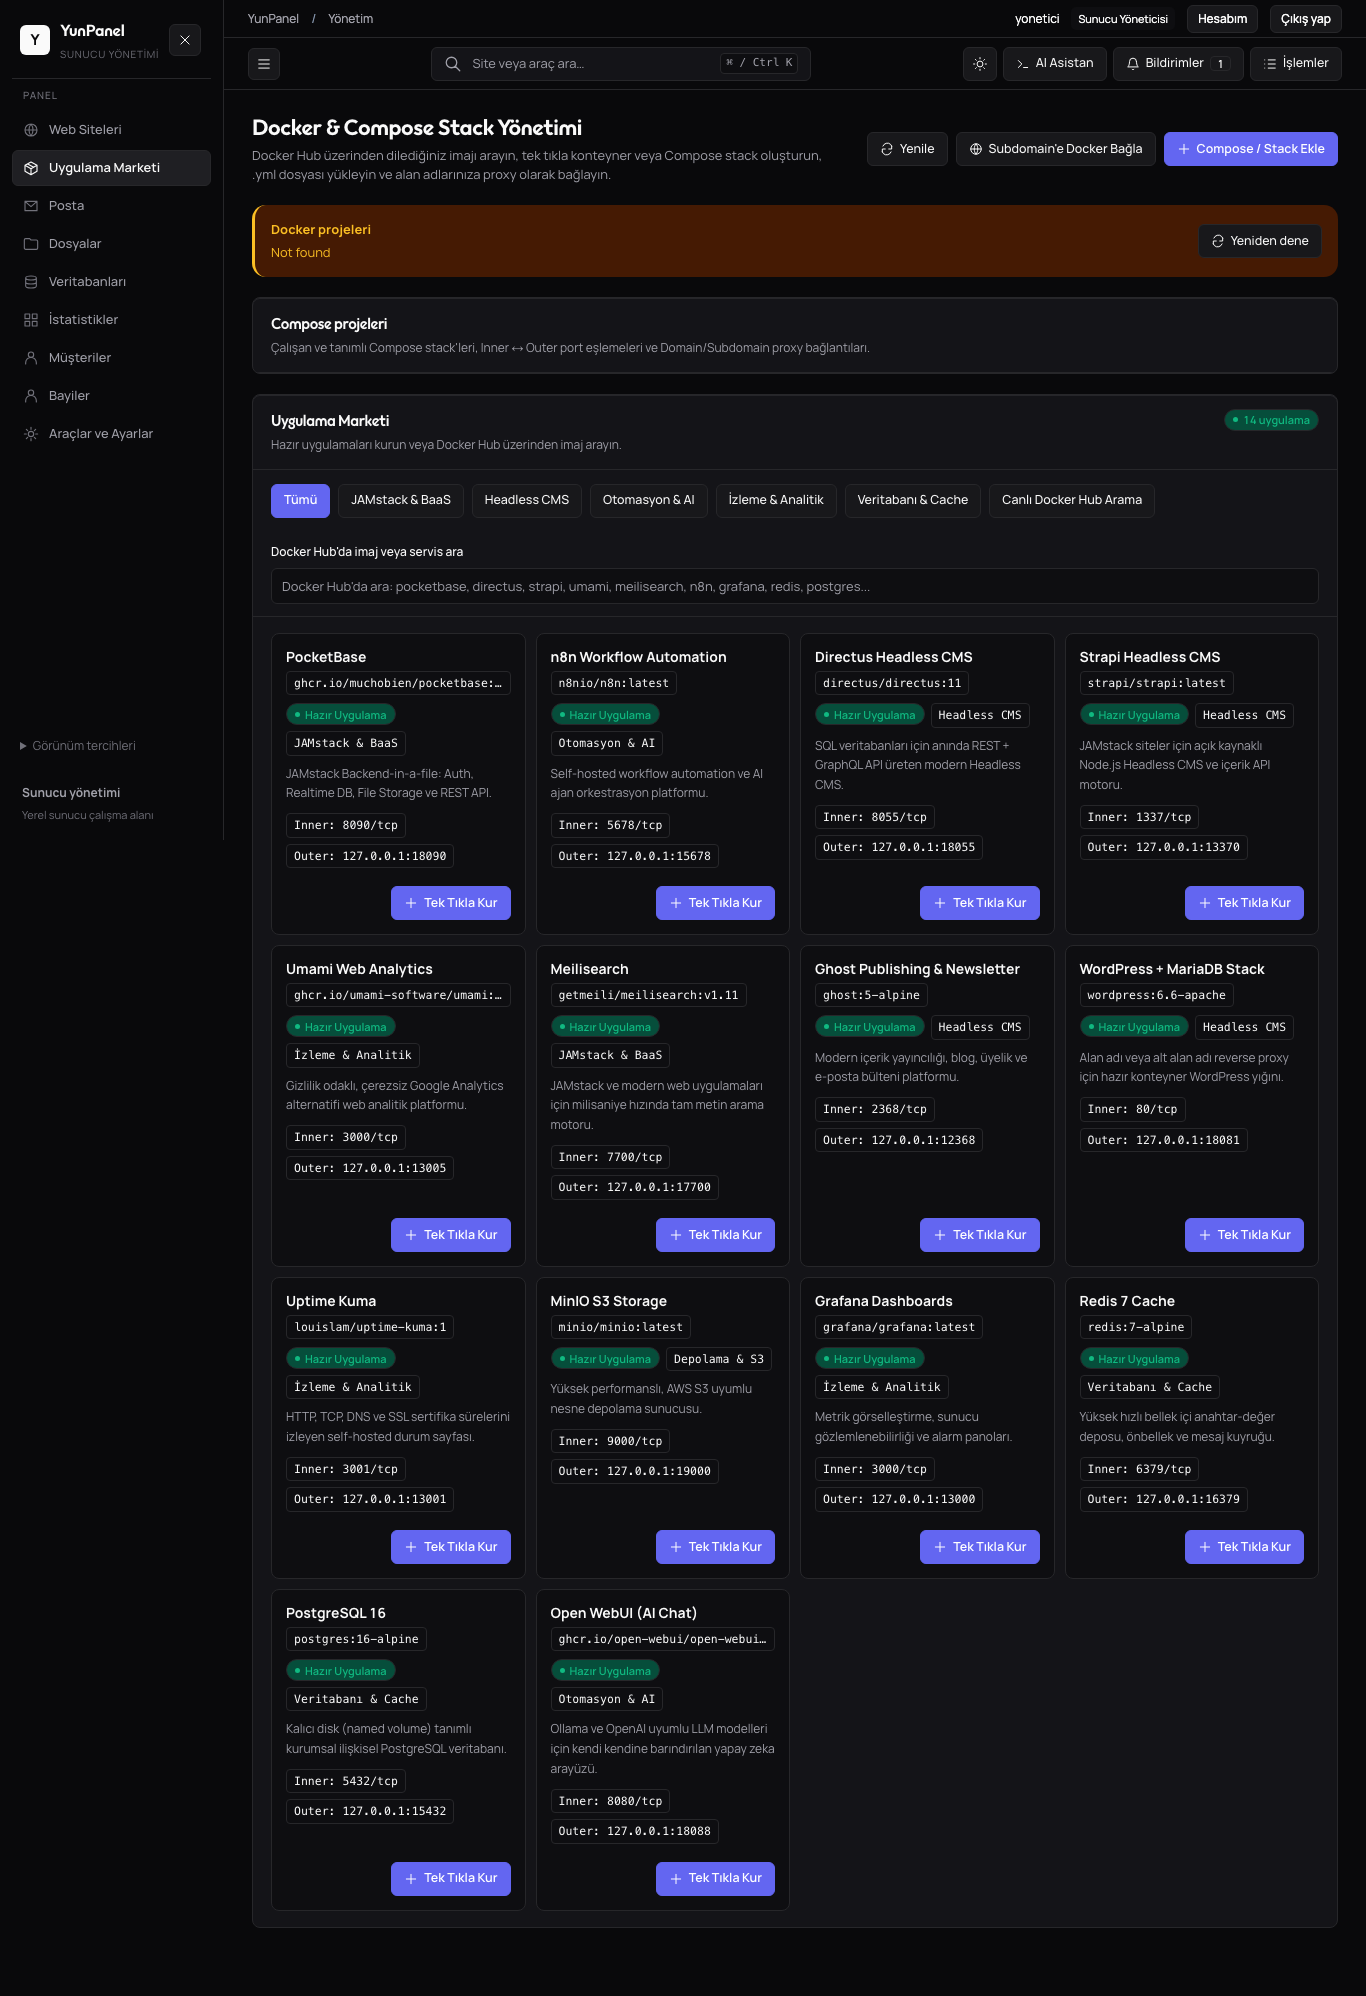 Y
YunPanel
SUNUCU YÖNETİMİ
PANEL
Web Siteleri
Uygulama Marketi
Posta
Dosyalar
Veritabanları
İstatistikler
Müşteriler
Bayiler
Araçlar ve Ayarlar
Görünüm tercihleri
Sunucu yönetimi
Yerel sunucu çalışma alanı
YunPanel / Yönetim
yonetici Sunucu Yöneticisi Hesabım Çıkış yap
Site veya araç ara... ⌘ / Ctrl K
AI Asistan Bildirimler 1 İşlemler
Docker & Compose Stack Yönetimi
Docker Hub üzerinden dilediğiniz imajı arayın, tek tıkla konteyner veya Compose stack oluşturun,
.yml dosyası yükleyin ve alan adlarınıza proxy olarak bağlayın.
Yenile Subdomain'e Docker Bağla Compose / Stack Ekle
Docker projeleri
Not found
Yeniden dene
Compose projeleri
Çalışan ve tanımlı Compose stack'leri, Inner ↔ Outer port eşlemeleri ve Domain/Subdomain proxy bağlantıları.
Uygulama Marketi
Hazır uygulamaları kurun veya Docker Hub üzerinden imaj arayın.
14 uygulama
Tümü JAMstack & BaaS Headless CMS Otomasyon & AI İzleme & Analitik Veritabanı & Cache Canlı Docker Hub Arama
Docker Hub'da imaj veya servis ara
Docker Hub'da ara: pocketbase, directus, strapi, umami, meilisearch, n8n, grafana, redis, postgres...
PocketBase
ghcr.io/muchobien/pocketbase:…
Hazır Uygulama
JAMstack & BaaS
JAMstack Backend-in-a-file: Auth,
Realtime DB, File Storage ve REST API.
Inner: 8090/tcp
Outer: 127.0.0.1:18090
Tek Tıkla Kur
n8n Workflow Automation
n8nio/n8n:latest
Hazır Uygulama
Otomasyon & AI
Self-hosted workflow automation ve AI
ajan orkestrasyon platformu.
Inner: 5678/tcp
Outer: 127.0.0.1:15678
Tek Tıkla Kur
Directus Headless CMS
directus/directus:11
Hazır Uygulama Headless CMS
SQL veritabanları için anında REST +
GraphQL API üreten modern Headless
CMS.
Inner: 8055/tcp
Outer: 127.0.0.1:18055
Tek Tıkla Kur
Strapi Headless CMS
strapi/strapi:latest
Hazır Uygulama Headless CMS
JAMstack siteler için açık kaynaklı
Node.js Headless CMS ve içerik API
motoru.
Inner: 1337/tcp
Outer: 127.0.0.1:13370
Tek Tıkla Kur
Umami Web Analytics
ghcr.io/umami-software/umami:…
Hazır Uygulama
İzleme & Analitik
Gizlilik odaklı, çerezsiz Google Analytics
alternatifi web analitik platformu.
Inner: 3000/tcp
Outer: 127.0.0.1:13005
Tek Tıkla Kur
Meilisearch
getmeili/meilisearch:v1.11
Hazır Uygulama
JAMstack & BaaS
JAMstack ve modern web uygulamaları
için milisaniye hızında tam metin arama
motoru.
Inner: 7700/tcp
Outer: 127.0.0.1:17700
Tek Tıkla Kur
Ghost Publishing & Newsletter
ghost:5-alpine
Hazır Uygulama Headless CMS
Modern içerik yayıncılığı, blog, üyelik ve
e-posta bülteni platformu.
Inner: 2368/tcp
Outer: 127.0.0.1:12368
Tek Tıkla Kur
WordPress + MariaDB Stack
wordpress:6.6-apache
Hazır Uygulama Headless CMS
Alan adı veya alt alan adı reverse proxy
için hazır konteyner WordPress yığını.
Inner: 80/tcp
Outer: 127.0.0.1:18081
Tek Tıkla Kur
Uptime Kuma
louislam/uptime-kuma:1
Hazır Uygulama
İzleme & Analitik
HTTP, TCP, DNS ve SSL sertifika sürelerini
izleyen self-hosted durum sayfası.
Inner: 3001/tcp
Outer: 127.0.0.1:13001
Tek Tıkla Kur
MinIO S3 Storage
minio/minio:latest
Hazır Uygulama Depolama & S3
Yüksek performanslı, AWS S3 uyumlu
nesne depolama sunucusu.
Inner: 9000/tcp
Outer: 127.0.0.1:19000
Tek Tıkla Kur
Grafana Dashboards
grafana/grafana:latest
Hazır Uygulama
İzleme & Analitik
Metrik görselleştirme, sunucu
gözlemlenebilirliği ve alarm panoları.
Inner: 3000/tcp
Outer: 127.0.0.1:13000
Tek Tıkla Kur
Redis 7 Cache
redis:7-alpine
Hazır Uygulama
Veritabanı & Cache
Yüksek hızlı bellek içi anahtar-değer
deposu, önbellek ve mesaj kuyruğu.
Inner: 6379/tcp
Outer: 127.0.0.1:16379
Tek Tıkla Kur
PostgreSQL 16
postgres:16-alpine
Hazır Uygulama
Veritabanı & Cache
Kalıcı disk (named volume) tanımlı
kurumsal ilişkisel PostgreSQL veritabanı.
Inner: 5432/tcp
Outer: 127.0.0.1:15432
Tek Tıkla Kur
Open WebUI (AI Chat)
ghcr.io/open-webui/open-webui…
Hazır Uygulama
Otomasyon & AI
Ollama ve OpenAI uyumlu LLM modelleri
için kendi kendine barındırılan yapay zeka
arayüzü.
Inner: 8080/tcp
Outer: 127.0.0.1:18088
Tek Tıkla Kur